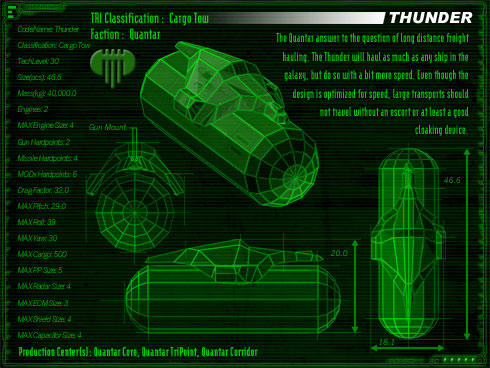 TRI Classification : Cargo Tow
THUNDER
Faction : Quantar
CodeName: Thunder
Classification: Cargo Tow
TechLevel: 30
Size(pcs): 46.6
Mass(kg): 40,000.0
Engines: 2
MAX Engine Size: 4
Gun Hardpoints: 2
Missile Hardpoints: 4
MODx Hardpoints: 6
Drag Factor: 32.0
MAX Pitch: 29.0
MAX Roll: 39
MAX Yaw: 30
MAX Cargo: 500
MAX PP Size: 5
MAX Radar Size: 4
MAX ECM Size: 3
MAX Shield Size: 4
MAX Capacitor Size: 4
The Quantar answer to the question of long distance freight
hauling. The Thunder will haul as much as any ship in the
galaxy, but do so with a bit more speed. Even though the
design is optimized for speed, large transports should
not travel without an escort or at least a good
cloaking device.
Gun Mount
46.6
20.0
16.1
Production Center(s): Quantar Core, Quantar TriPoint, Quantar Corridor